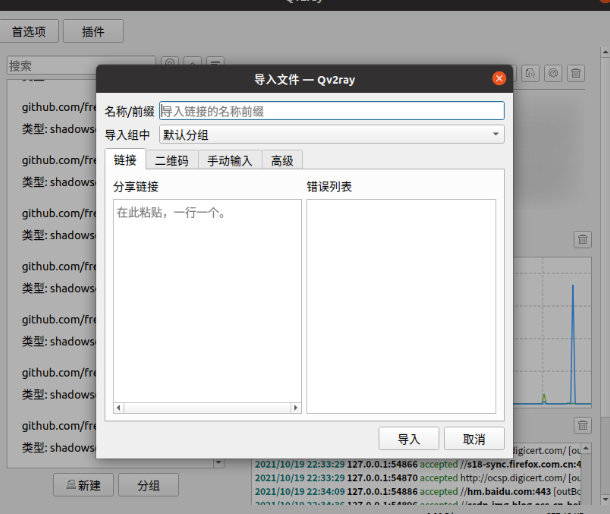 Qv2ray
首选项 插件
搜索
导入文件 — Qv2ray
名称/前缀 导入链接的名称前缀
导入组中 默认分组
链接 二维码 手动输入 高级
分享链接 错误列表
在此粘贴，一行一个。
导入 取消
类型:
github.com/fre
类型: shadows
github.com/fre
类型: shadows
github.com/fre
类型: shadows
github.com/fre
类型: shadows
github.com/fre
类型: shadows
github.com/fre
类型: shadows
github.com/fre
类型: shadows
新建 分组
.digicert.com/ [ou
2021/10/19 22:33:29 127.0.0.1:54866 accepted //s18-sync.firefox.com.cn:4
2021/10/19 22:33:29 127.0.0.1:54870 accepted http://ocsp.digicert.com/ [o
2021/10/19 22:34:09 127.0.0.1:54886 accepted //hm.baidu.com:443 [outBo